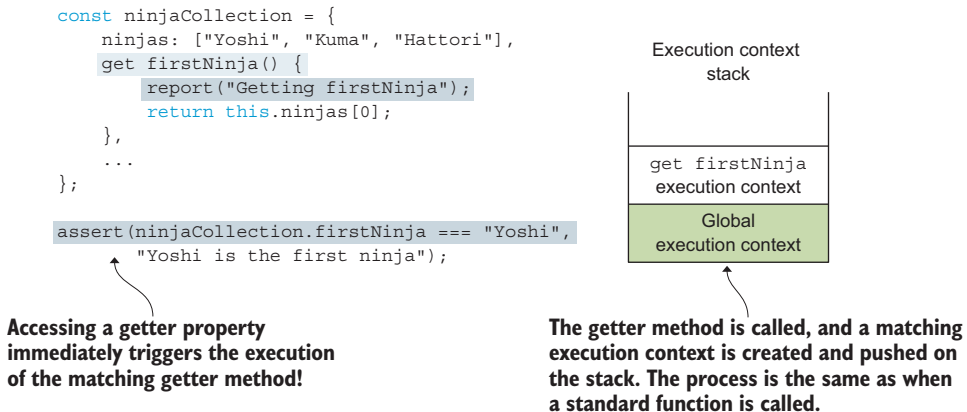 const ninjaCollection = {
    ninjas: ["Yoshi", "Kuma", "Hattori"],
    get firstNinja() {
        report("Getting firstNinja");
        return this.ninjas[0];
    },
    ...
};
assert(ninjaCollection.firstNinja === "Yoshi",
       "Yoshi is the first ninja");
Accessing a getter property
immediately triggers the execution
of the matching getter method!
Execution context
stack
get firstNinja
execution context
Global
execution context
The getter method is called, and a matching
execution context is created and pushed on
the stack. The process is the same as when
a standard function is called.